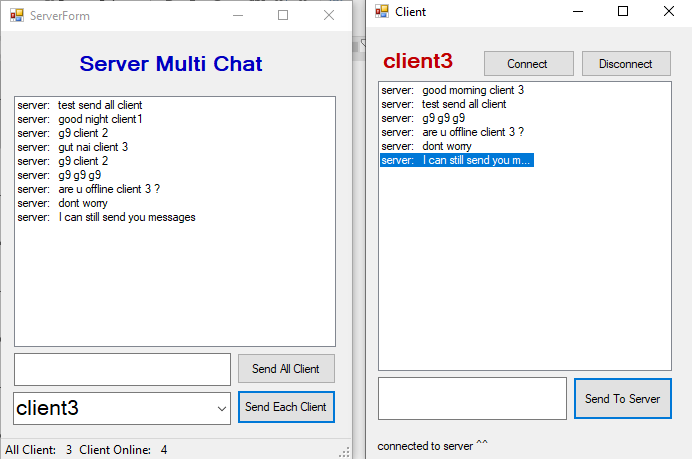 ServerForm
Server Multi Chat
server: test send all client
server: good night client1
server: g9 client 2
server: gut nai client 3
server: g9 client 2
server: g9 g9 g9
server: are u offline client 3 ?
server: dont worry
server: I can still send you messages
Send All Client
client3
Send Each Client
All Client: 3 Client Online: 4
Client
client3
Connect
Disconnect
server: good morning client 3
server: test send all client
server: g9 g9 g9
server: are u offline client 3 ?
server: dont worry
server: I can still send you m...
Send To Server
connected to server ^^